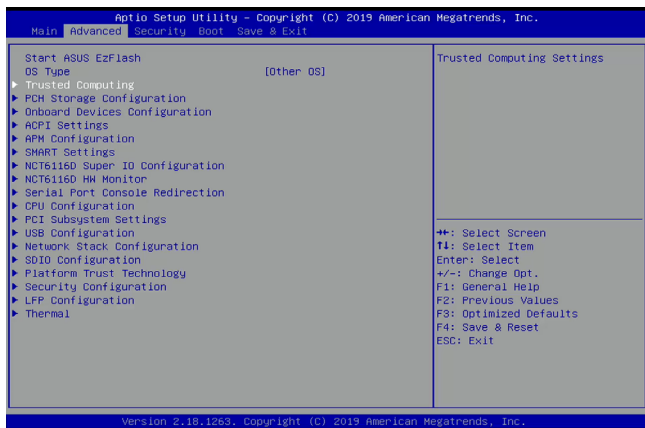 Aptio Setup Utility – Copyright (C) 2019 American Megatrends, Inc.
Main Advanced Security Boot Save & Exit
Start ASUS EzFlash
OS Type [Other OS]
Trusted Computing
PCH Storage Configuration
Onboard Devices Configuration
ACPI Settings
APM Configuration
SMART Settings
NCT6116D Super IO Configuration
NCT6116D HW Monitor
Serial Port Console Redirection
CPU Configuration
PCI Subsystem Settings
USB Configuration
Network Stack Configuration
SDIO Configuration
Platform Trust Technology
Security Configuration
LFP Configuration
Thermal
Trusted Computing Settings
→←: Select Screen
↑↓: Select Item
Enter: Select
+/-: Change Opt.
F1: General Help
F2: Previous Values
F3: Optimized Defaults
F4: Save & Reset
ESC: Exit
Version 2.18.1263. Copyright (C) 2019 American Megatrends, Inc.